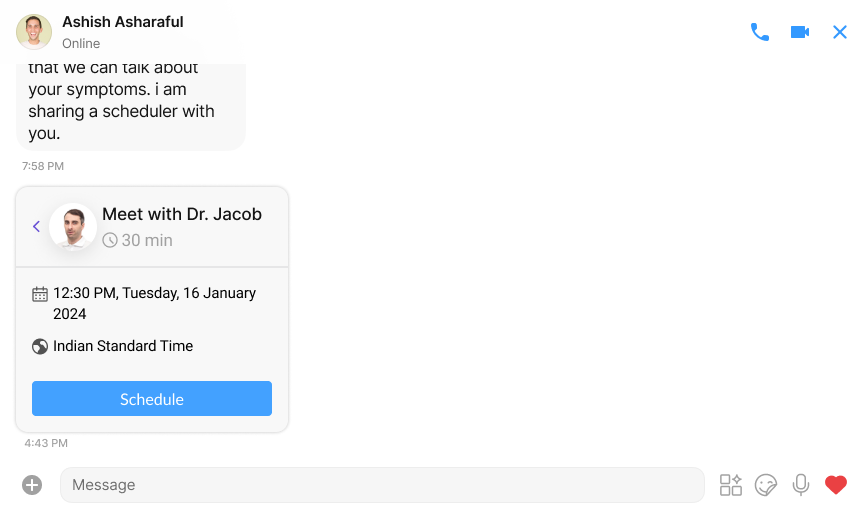 Ashish Asharaful
Online
that we can talk about
your symptoms. i am
sharing a scheduler with
you.
7:58 PM
Meet with Dr. Jacob
30 min
12:30 PM, Tuesday, 16 January
2024
Indian Standard Time
Schedule
4:43 PM
Message